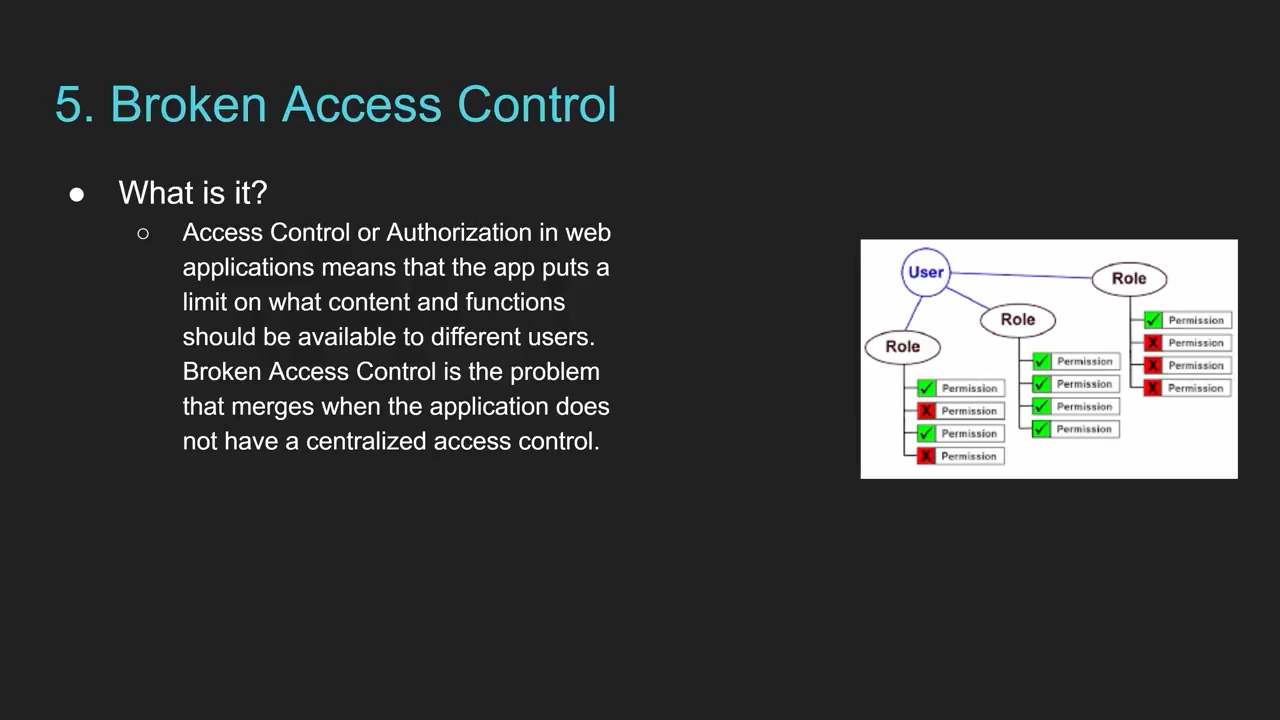 5. Broken Access Control
● What is it?
○ Access Control or Authorization in web
applications means that the app puts a
limit on what content and functions
should be available to different users.
Broken Access Control is the problem
that merges when the application does
not have a centralized access control.
User
Role
Role
Role
Permission
Permission
Permission
Permission
Permission
Permission
Permission
Permission
Permission
Permission
Permission
Permission